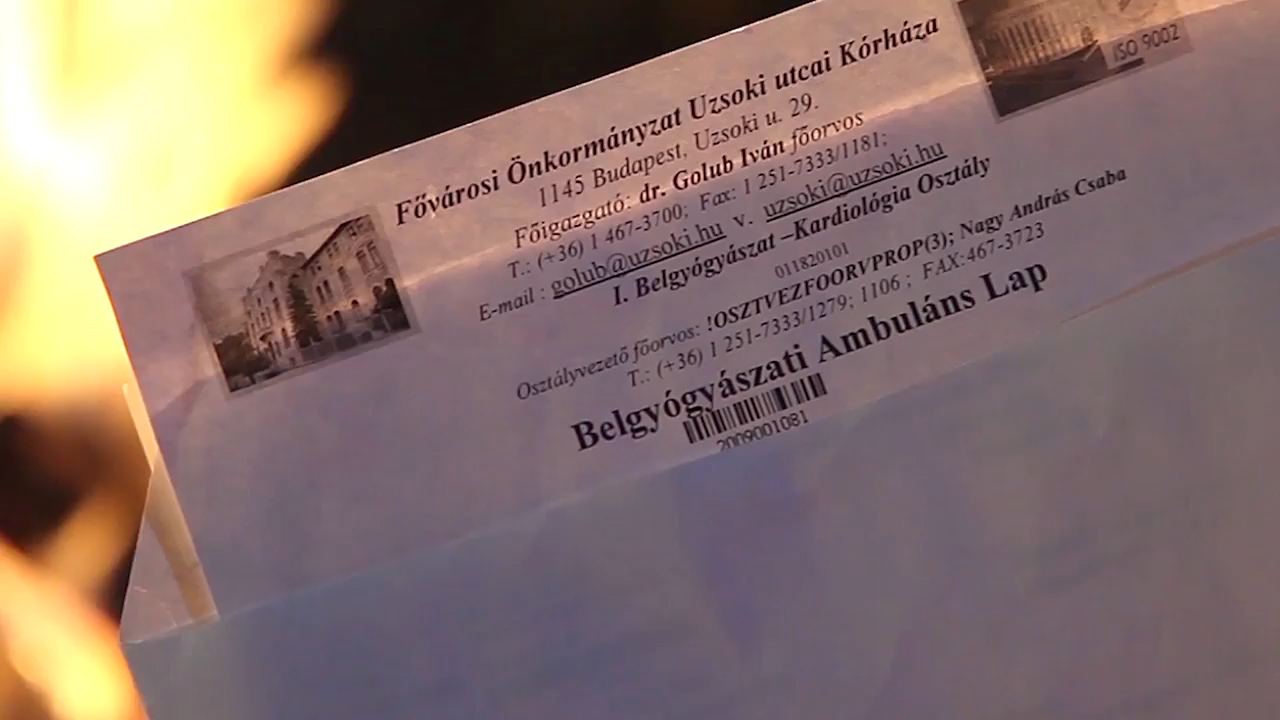 Fővárosi Önkormányzat Uzsoki utcai Kórháza
1145 Budapest, Uzsoki u. 29.
Főigazgató: dr. Golub Iván főorvos
T.: (+36) 1 467-3700; Fax: 1 251-7333/1181;
E-mail : golub@uzsoki.hu v. uzsoki@uzsoki.hu
I. Belgyógyászat –Kardiológia Osztály
011820101
Osztályvezető főorvos: !OSZTVEZFOORVPROP(3); Nagy András Csaba
T.: (+36) 1 251-7333/1279; 1106 ; FAX:467-3723
Belgyógyászati Ambuláns Lap
2009001081
ISO 9002